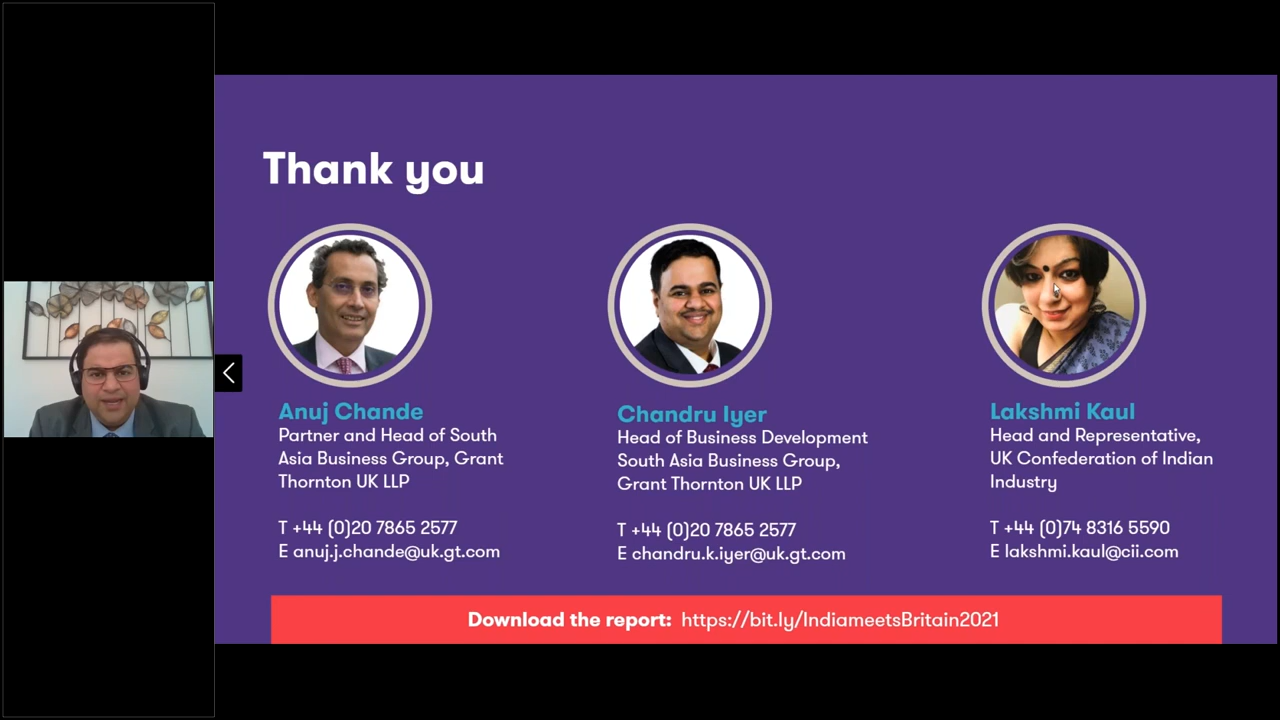 Thank you
Anuj Chande
Partner and Head of South
Asia Business Group, Grant
Thornton UK LLP
T +44 (0)20 7865 2577
E anuj.j.chande@uk.gt.com
Chandru Iyer
Head of Business Development
South Asia Business Group,
Grant Thornton UK LLP
T +44 (0)20 7865 2577
E chandru.k.iyer@uk.gt.com
Lakshmi Kaul
Head and Representative,
UK Confederation of Indian
Industry
T +44 (0)74 8316 5590
E lakshmi.kaul@cii.com
Download the report: https://bit.ly/IndiameetsBritain2021